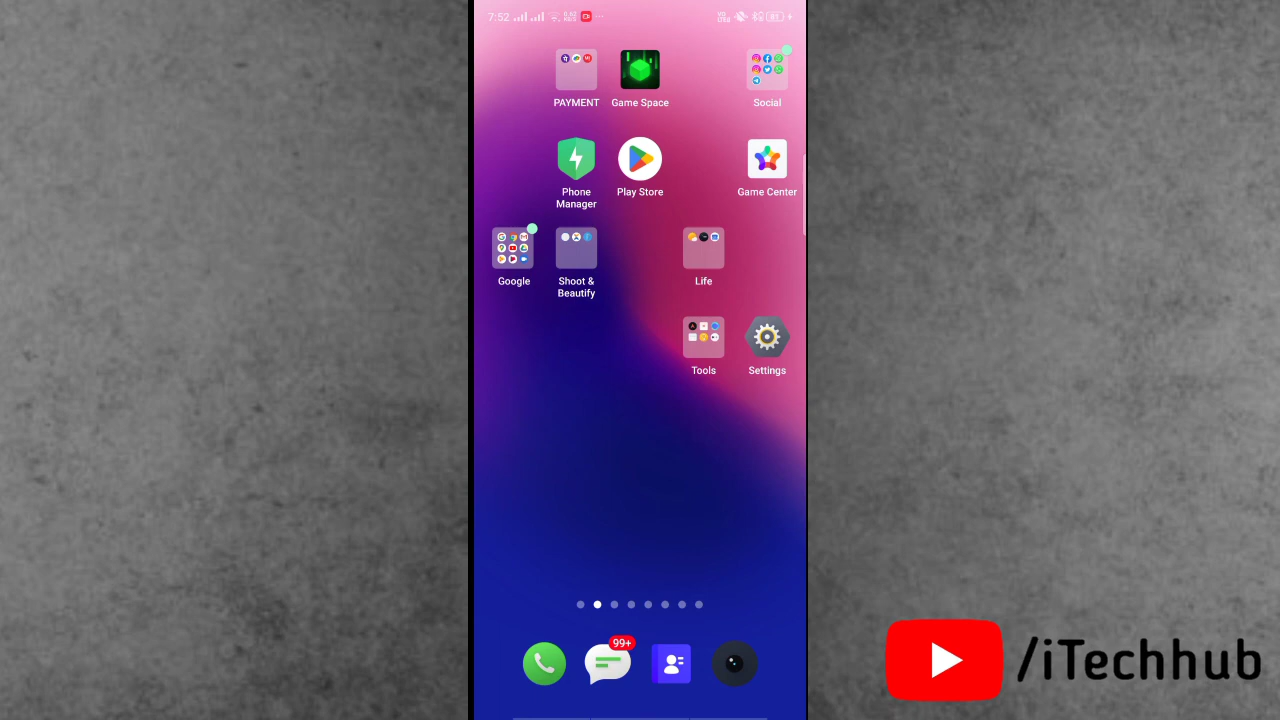 7:52
PAYMENT
Game Space
Social
Phone
Manager
Play Store
Game Center
Google
Shoot &
Beautify
Life
Tools
Settings
99+
/iTechhub